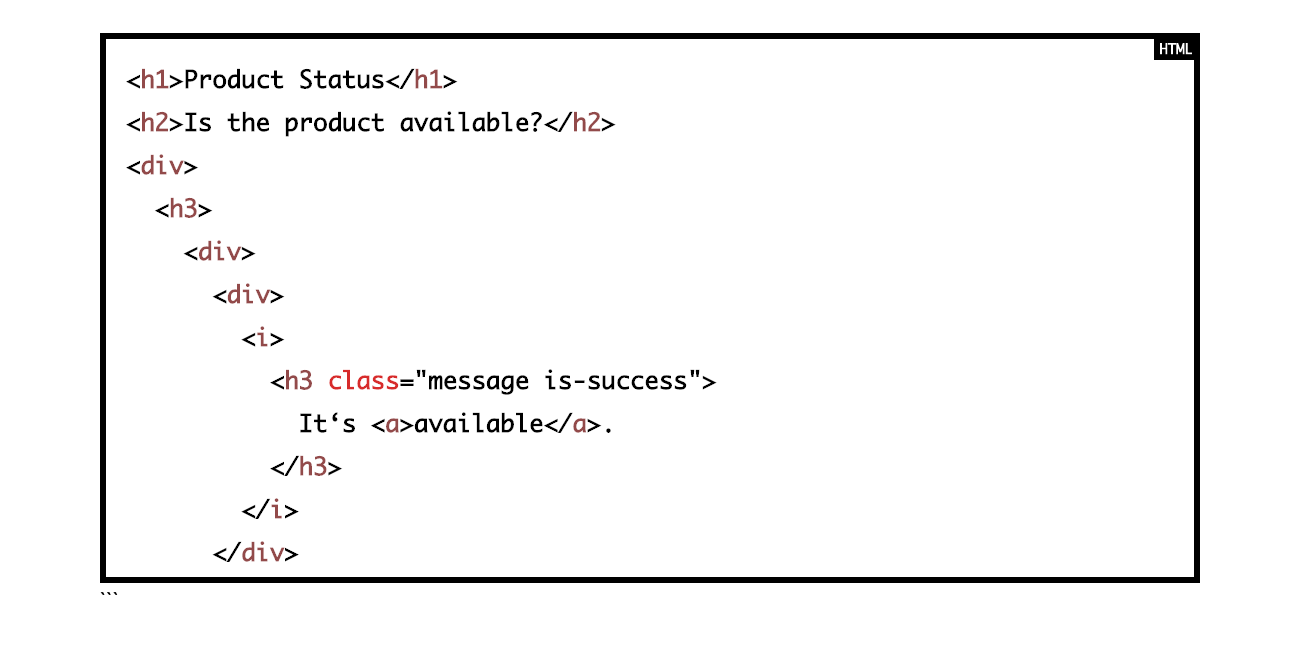 HTML
<h1>Product Status</h1>
<h2>Is the product available?</h2>
<div>
  <h3>
    <div>
      <div>
        <i>
          <h3 class="message is-success">
            It‘s <a>available</a>.
          </h3>
        </i>
      </div>
```